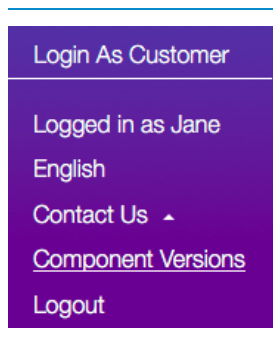 Login As Customer
Logged in as Jane
English
Contact Us
Component Versions
Logout